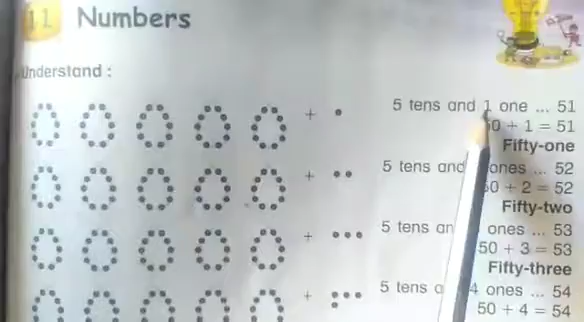 11 Numbers
Understand :
+
5 tens and 1 one ... 51
0 + 1 = 51
Fifty-one
+
5 tens and ones ... 52
50 + 2 = 52
Fifty-two
+
5 tens an ones ... 53
50 + 3 = 53
Fifty-three
+
5 tens 4 ones ... 54
50 + 4 = 54